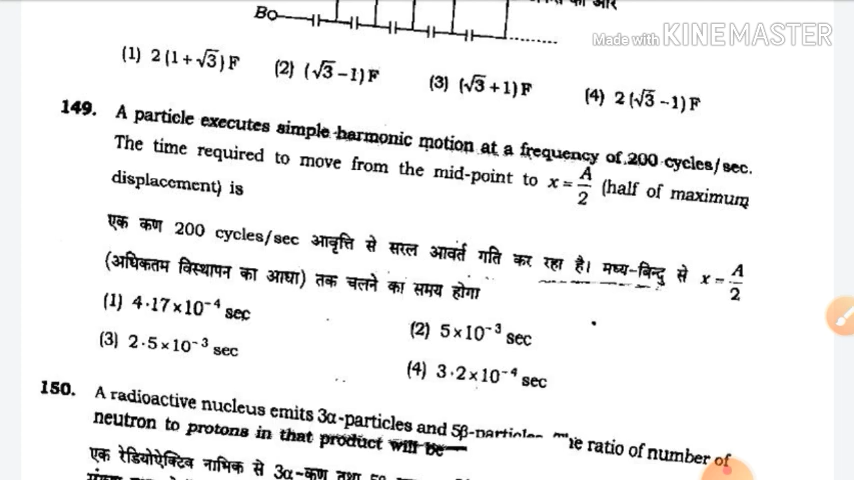 की और
Bo
Made with KINEMASTER
(1) 2 (1 + √3) F (2) (√3 − 1) F (3) (√3 + 1) F (4) 2 (√3 − 1) F
149. A particle executes simple harmonic motion at a frequency of 200 cycles/sec.
The time required to move from the mid-point to x = A/2 (half of maximum
displacement) is
एक कण 200 cycles/sec आवृत्ति से सरल आवर्त गति कर रहा है। मध्य-बिन्दु से x = A/2
(अधिकतम विस्थापन का आधा) तक चलने का समय होगा
(1) 4·17×10⁻⁴ sec (2) 5×10⁻³ sec
(3) 2·5×10⁻³ sec (4) 3·2×10⁻⁴ sec
150. A radioactive nucleus emits 3α-particles and 5β-particles. The ratio of number of
neutron to protons in that product will be
एक रेडियोऐक्टिव नाभिक से 3α-कण तथा